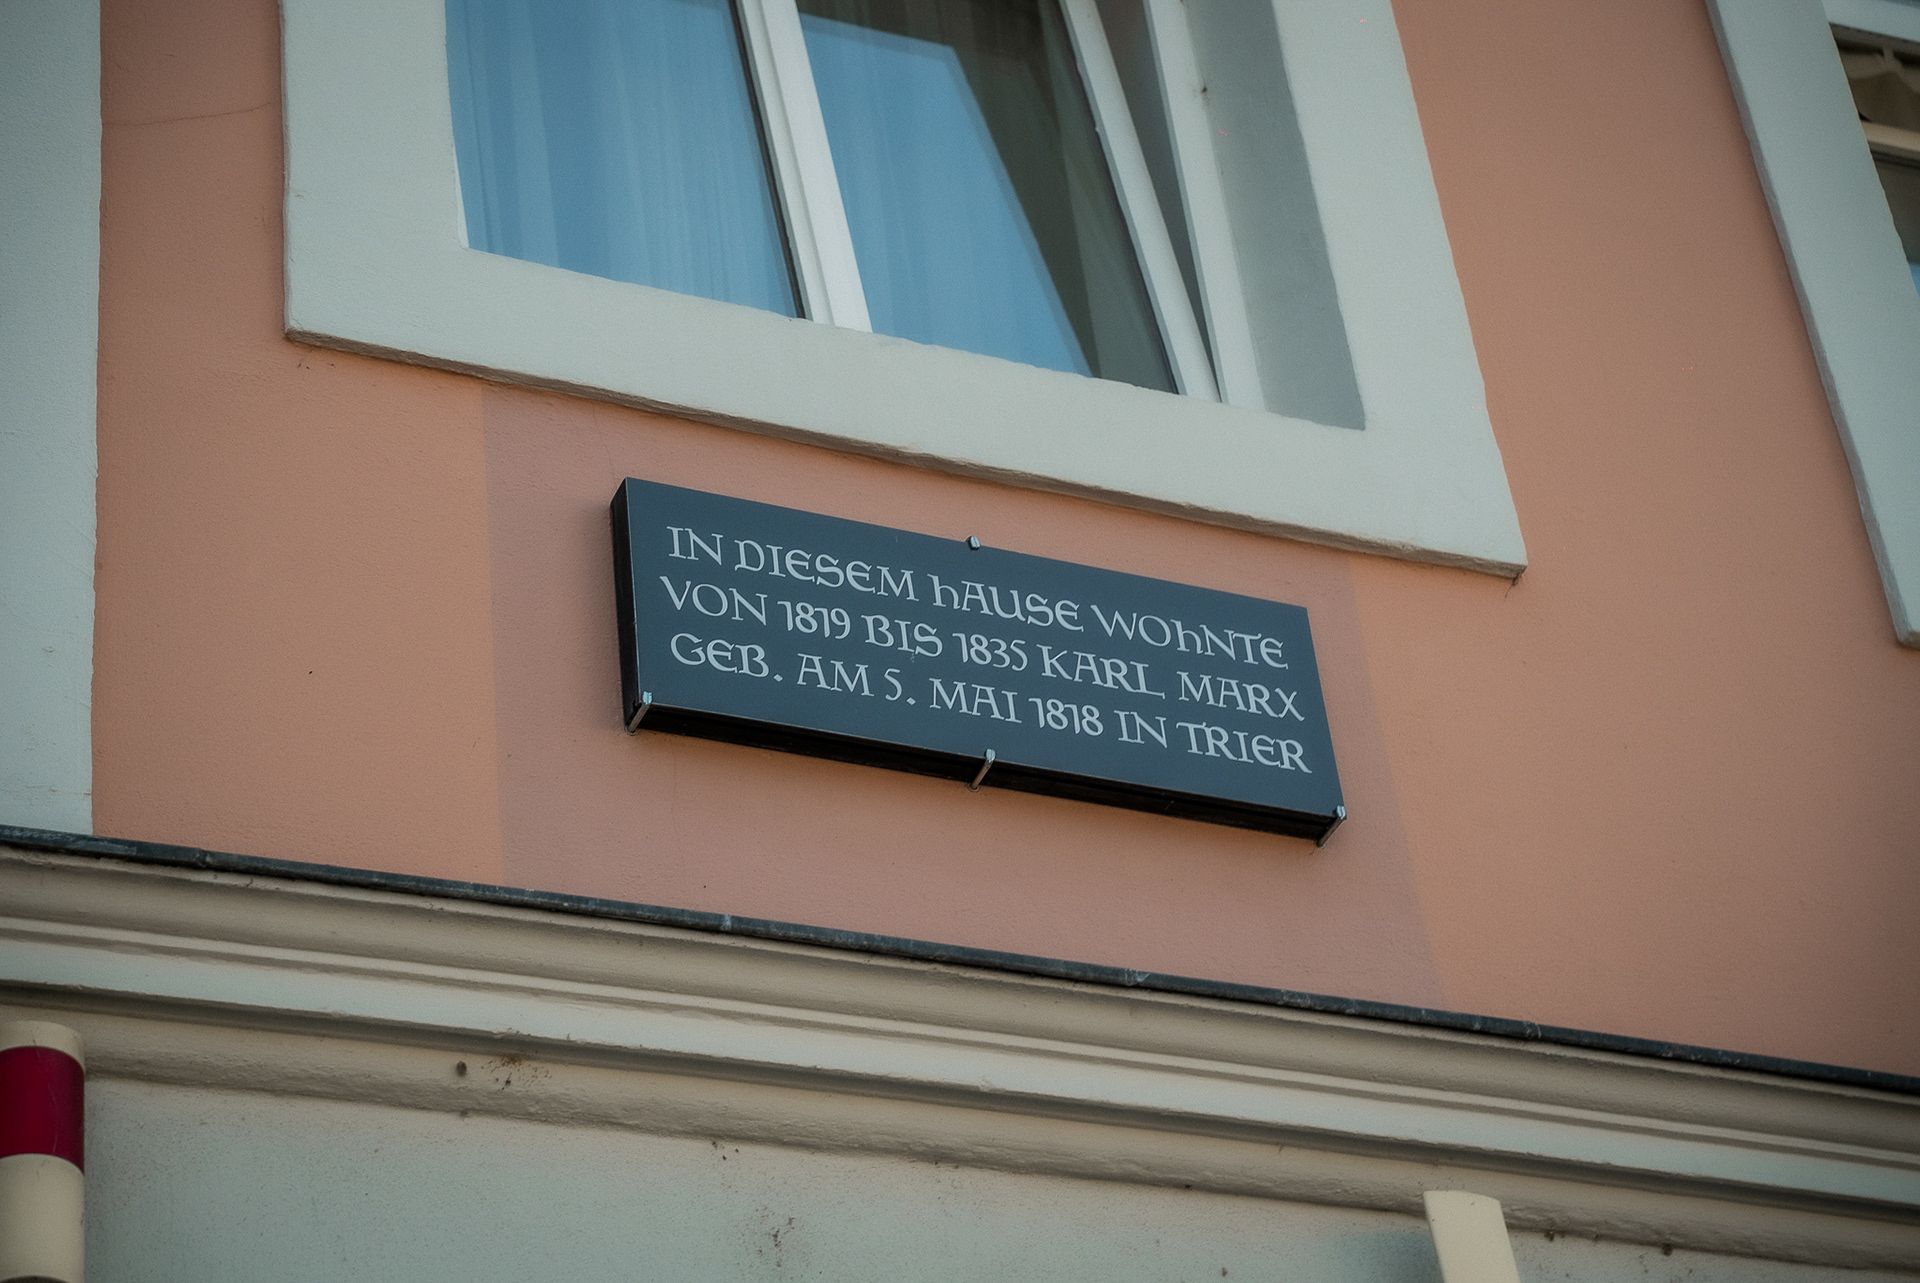 IN DIESEM hAUSE WOhNTE
VON 1819 BIS 1835 KARL MARX
GEB. AM 5. MAI 1818 IN TRIER